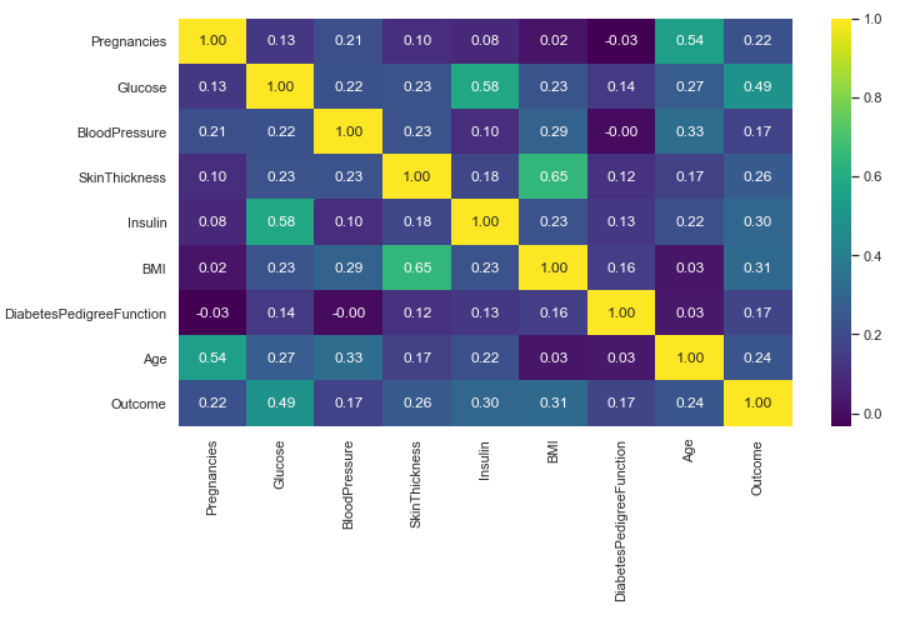 Pregnancies 1.00 0.13 0.21 0.10 0.08 0.02 -0.03 0.54 0.22
Glucose 0.13 1.00 0.22 0.23 0.58 0.23 0.14 0.27 0.49
BloodPressure 0.21 0.22 1.00 0.23 0.10 0.29 -0.00 0.33 0.17
SkinThickness 0.10 0.23 0.23 1.00 0.18 0.65 0.12 0.17 0.26
Insulin 0.08 0.58 0.10 0.18 1.00 0.23 0.13 0.22 0.30
BMI 0.02 0.23 0.29 0.65 0.23 1.00 0.16 0.03 0.31
DiabetesPedigreeFunction -0.03 0.14 -0.00 0.12 0.13 0.16 1.00 0.03 0.17
Age 0.54 0.27 0.33 0.17 0.22 0.03 0.03 1.00 0.24
Outcome 0.22 0.49 0.17 0.26 0.30 0.31 0.17 0.24 1.00
Pregnancies
Glucose
BloodPressure
SkinThickness
Insulin
BMI
DiabetesPedigreeFunction
Age
Outcome
1.0
0.8
0.6
0.4
0.2
0.0